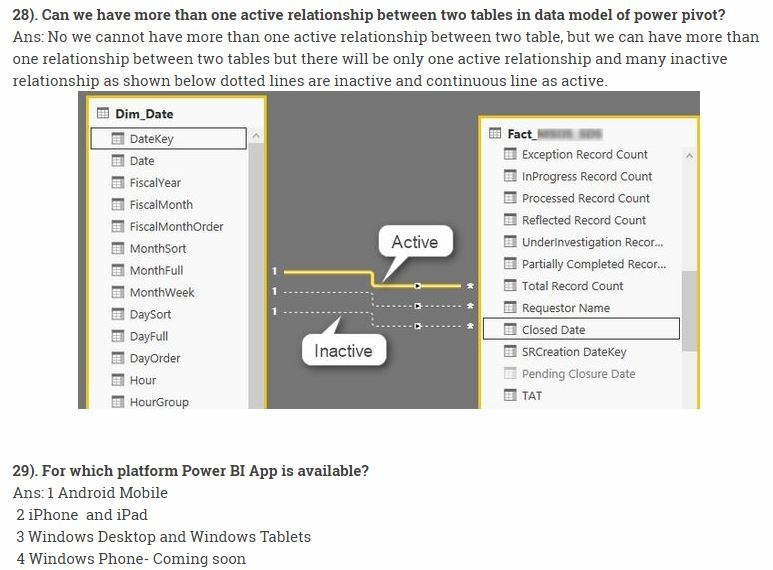 28). Can we have more than one active relationship between two tables in data model of power pivot?
Ans: No we cannot have more than one active relationship between two table, but we can have more than
one relationship between two tables but there will be only one active relationship and many inactive
relationship as shown below dotted lines are inactive and continuous line as active.
Dim_Date
DateKey
Date
FiscalYear
FiscalMonth
FiscalMonthOrder
MonthSort
MonthFull
MonthWeek
DaySort
DayFull
DayOrder
Hour
HourGroup
1
1
1
Active
Inactive
*
*
*
Fact_
Exception Record Count
InProgress Record Count
Processed Record Count
Reflected Record Count
UnderInvestigation Recor...
Partially Completed Recor...
Total Record Count
Requestor Name
Closed Date
SRCreation DateKey
Pending Closure Date
TAT
29). For which platform Power BI App is available?
Ans: 1 Android Mobile
2 iPhone and iPad
3 Windows Desktop and Windows Tablets
4 Windows Phone- Coming soon